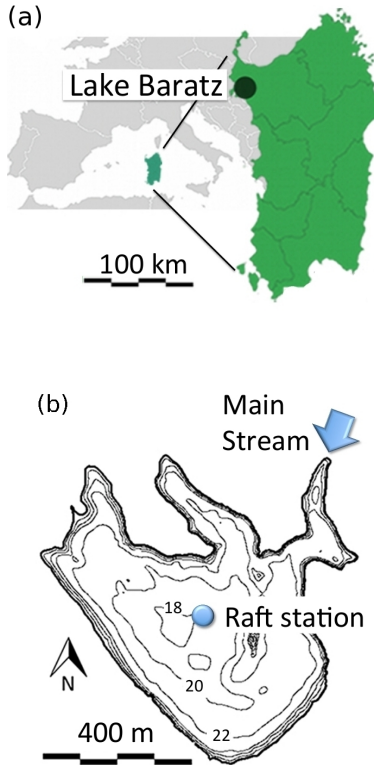 (a)
Lake Baratz
100 km
(b)
Main
Stream
18
Raft station
N
20
22
400 m